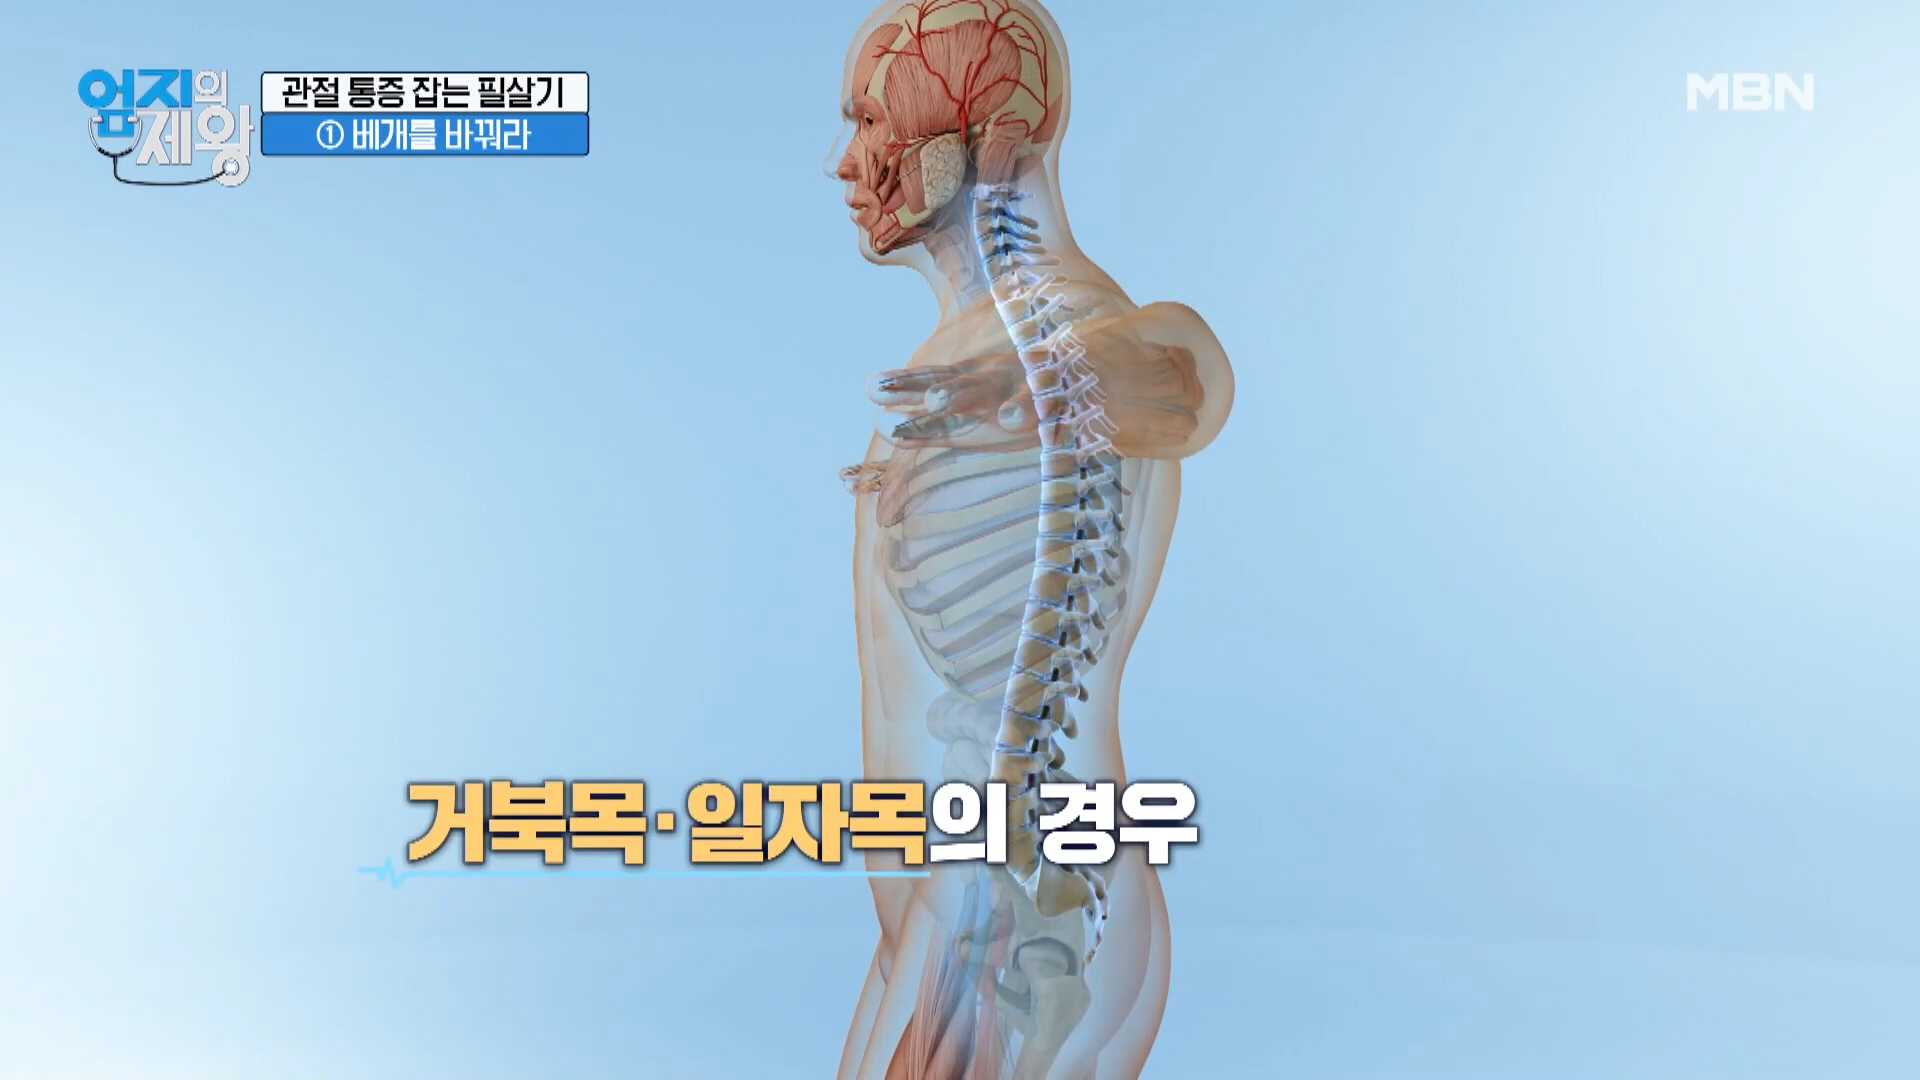 엄지의
제왕
관절 통증 잡는 필살기
① 베개를 바꿔라
MBN
거북목·일자목의 경우